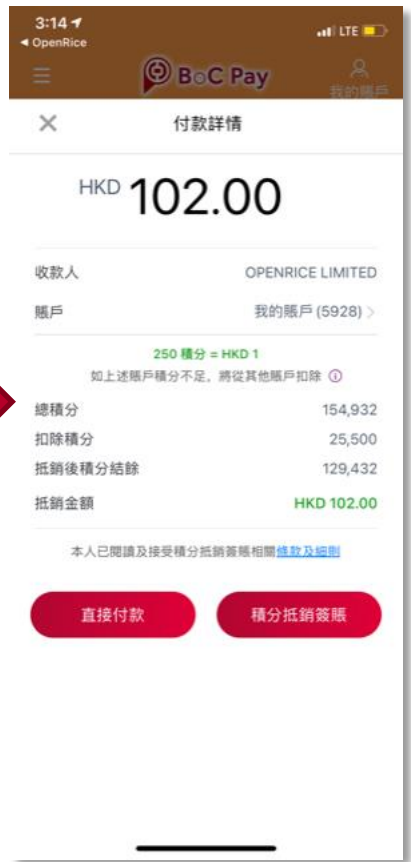 3:14
LTE
◀ OpenRice
BoC Pay
我的賬戶
付款詳情
HKD 102.00
收款人 OPENRICE LIMITED
賬戶 我的賬戶 (5928) >
250 積分 = HKD 1
如上述賬戶積分不足，將從其他賬戶扣除
總積分 154,932
扣除積分 25,500
抵銷後積分結餘 129,432
抵銷金額 HKD 102.00
本人已閱讀及接受積分抵銷簽賬相關條款及細則
直接付款 積分抵銷簽賬